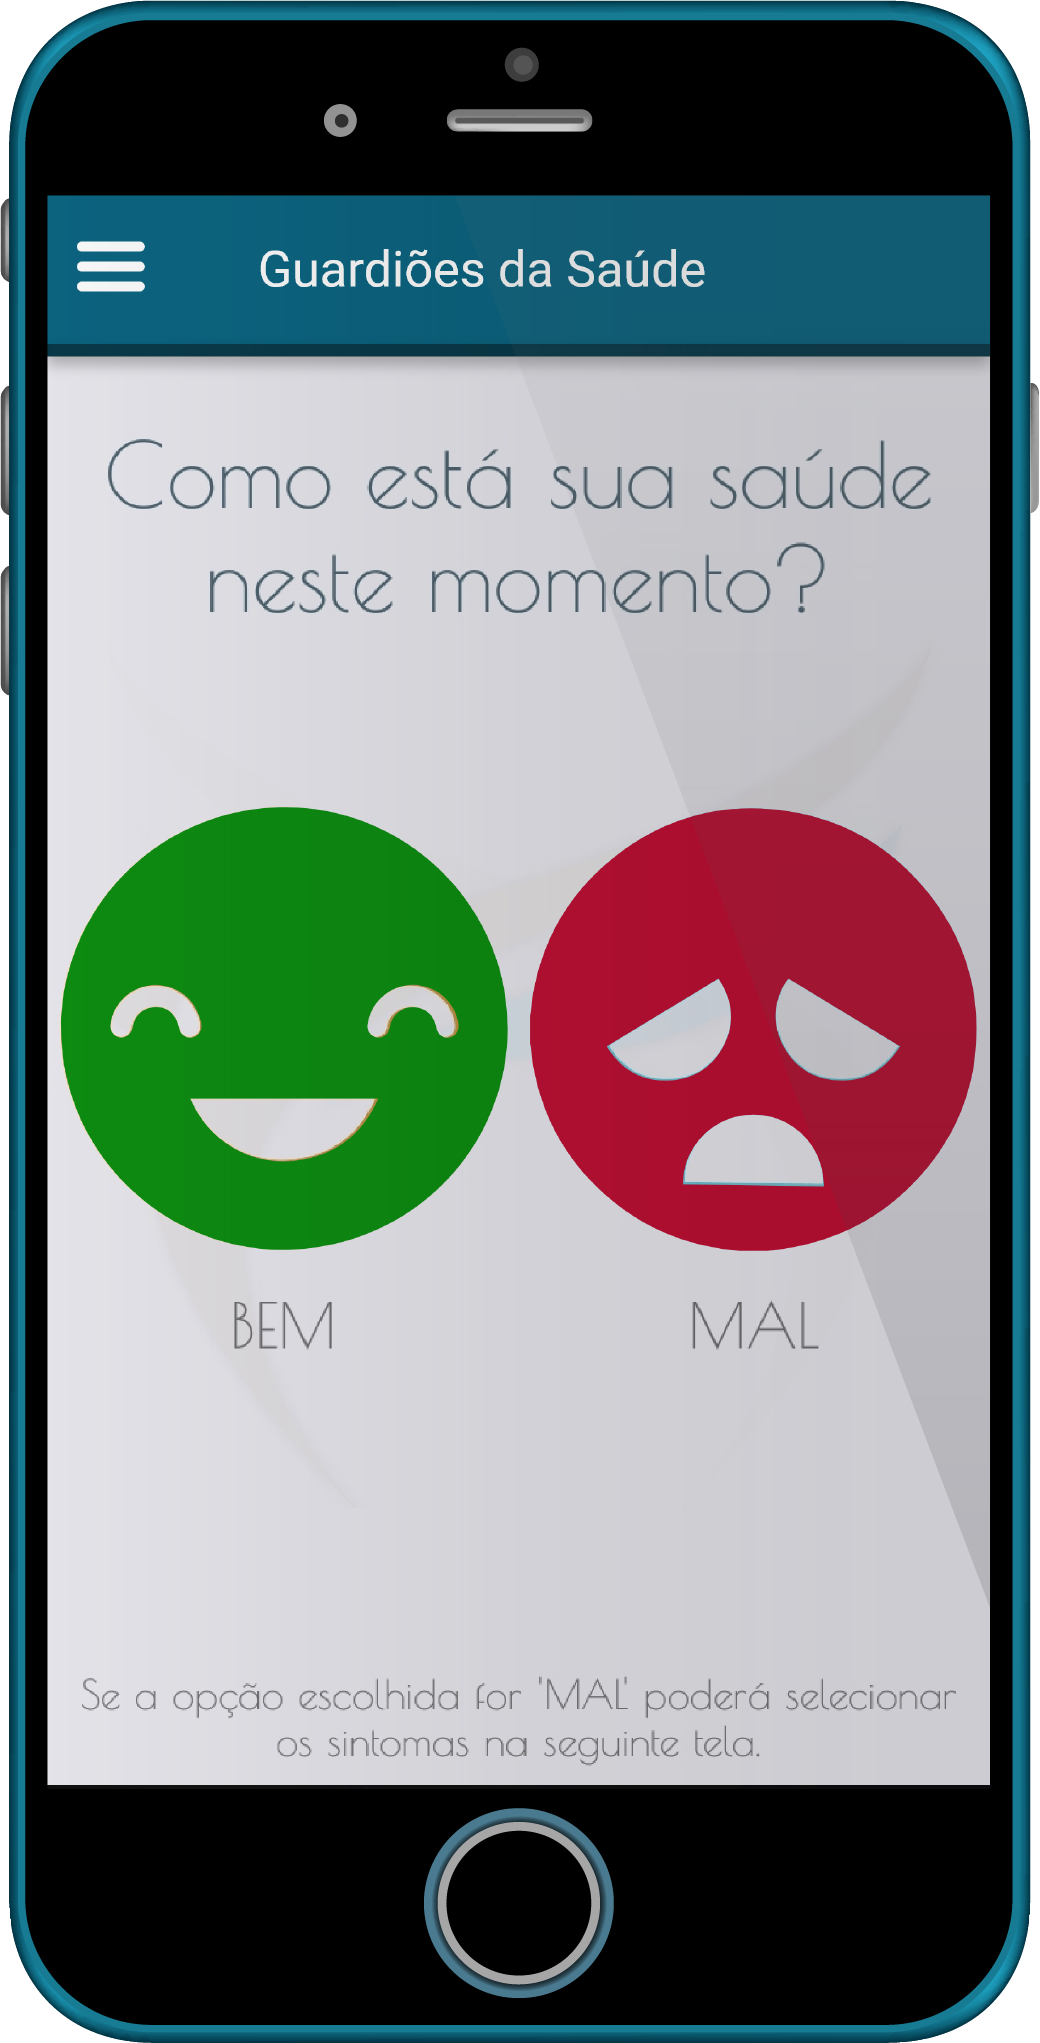 Guardiões da Saúde
Como está sua saúde
neste momento?
BEM
MAL
Se a opção escolhida for 'MAL' poderá selecionar
os sintomas na seguinte tela.